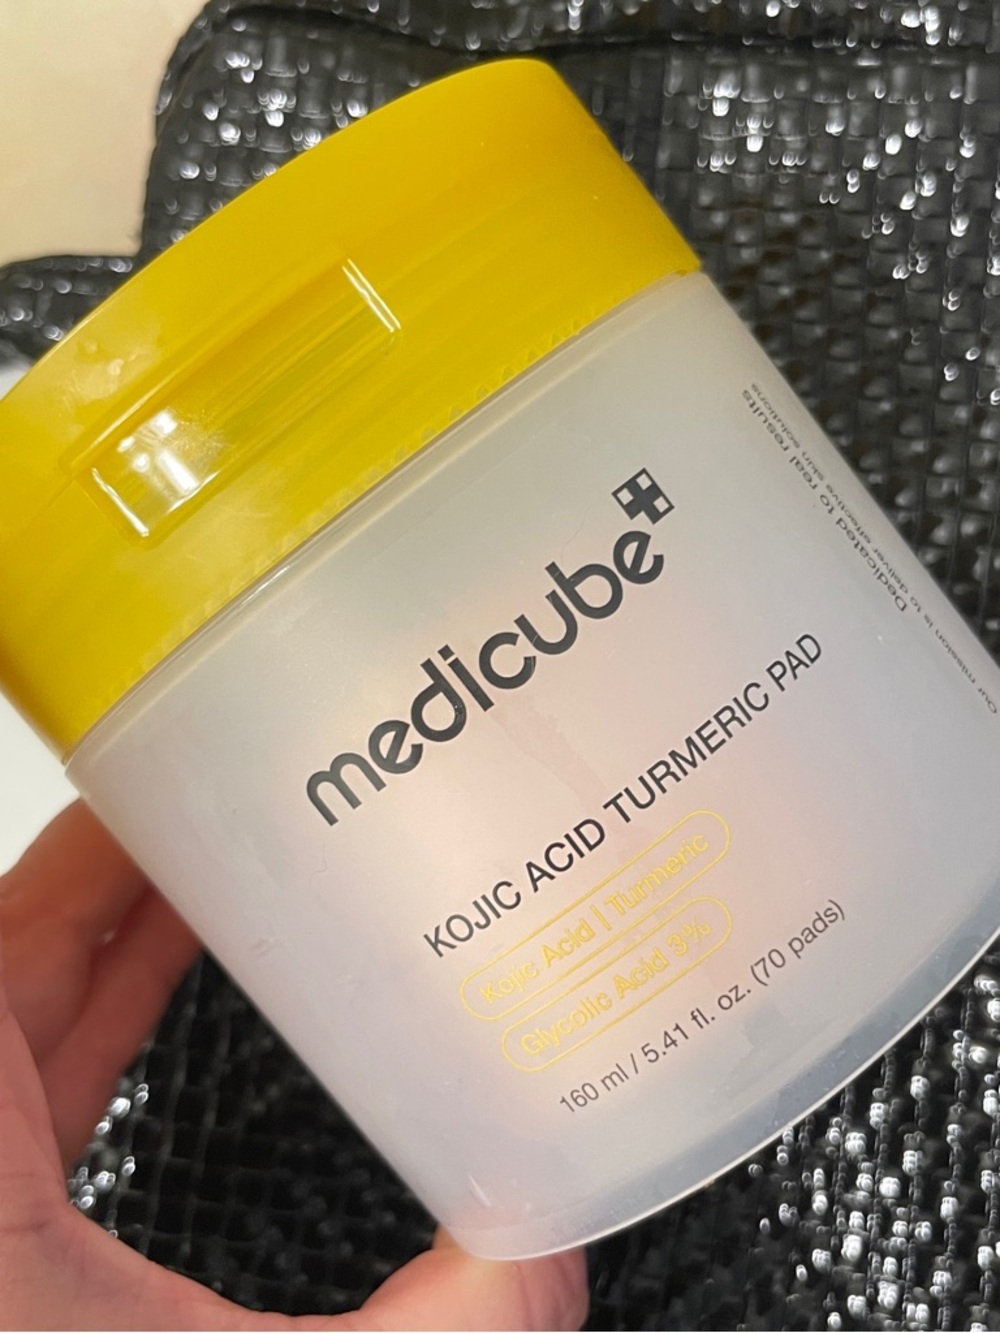 medicube
KOJIC ACID TURMERIC PAD
Kojic Acid | Turmeric
Glycolic Acid 3%
160 ml / 5.41 fl. oz. (70 pads)
Dedicated to real results
Our mission is to deliver effective skin solutions